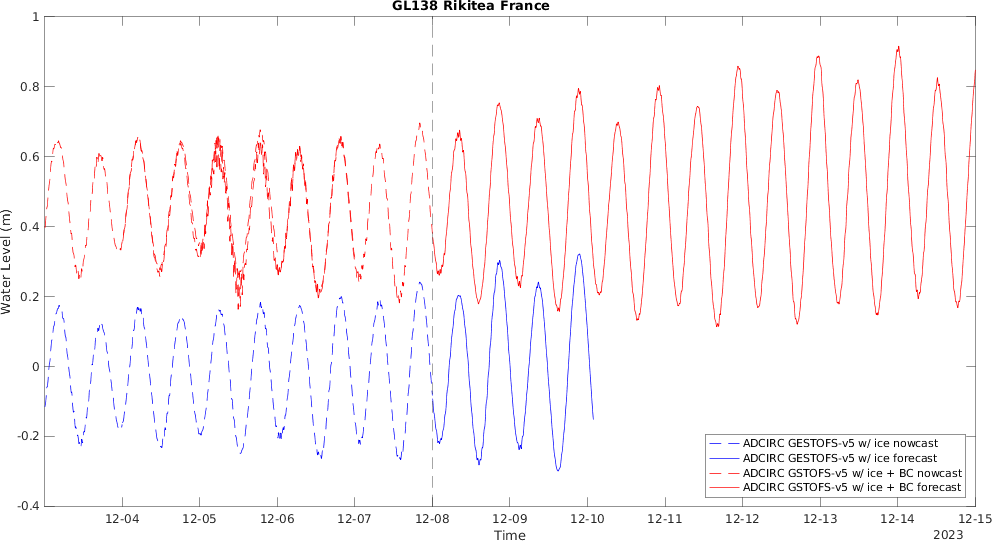 GL138 Rikitea France
1
0.8
0.6
0.4
0.2
0
-0.2
-0.4
Water Level (m)
ADCIRC GESTOFS-v5 w/ ice nowcast
ADCIRC GESTOFS-v5 w/ ice forecast
ADCIRC GSTOFS-v5 w/ ice + BC nowcast
ADCIRC GSTOFS-v5 w/ ice + BC forecast
12-04 12-05 12-06 12-07 12-08 12-09 12-10 12-11 12-12 12-13 12-14 12-15
Time
2023